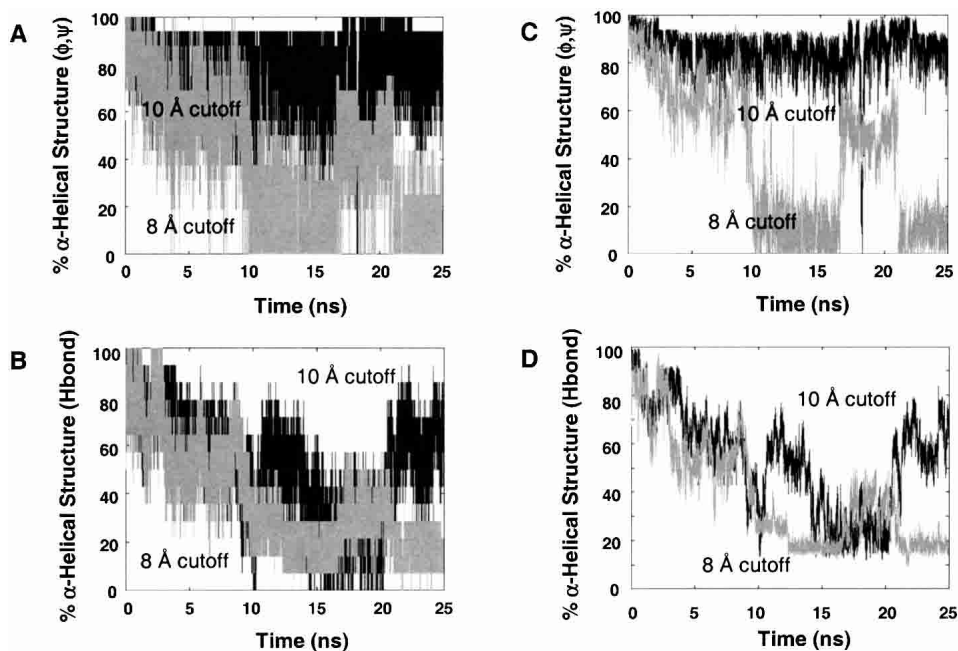 A
% α-Helical Structure (ϕ,ψ)
100
80
60
40
20
0
10 Å cutoff
8 Å cutoff
0 5 10 15 20 25
Time (ns)
C
% α-Helical Structure (ϕ,ψ)
100
80
60
40
20
0
10 Å cutoff
8 Å cutoff
0 5 10 15 20 25
Time (ns)
B
% α-Helical Structure (Hbond)
100
80
60
40
20
0
10 Å cutoff
8 Å cutoff
0 5 10 15 20 25
Time (ns)
D
% α-Helical Structure (Hbond)
100
80
60
40
20
0
10 Å cutoff
8 Å cutoff
0 5 10 15 20 25
Time (ns)